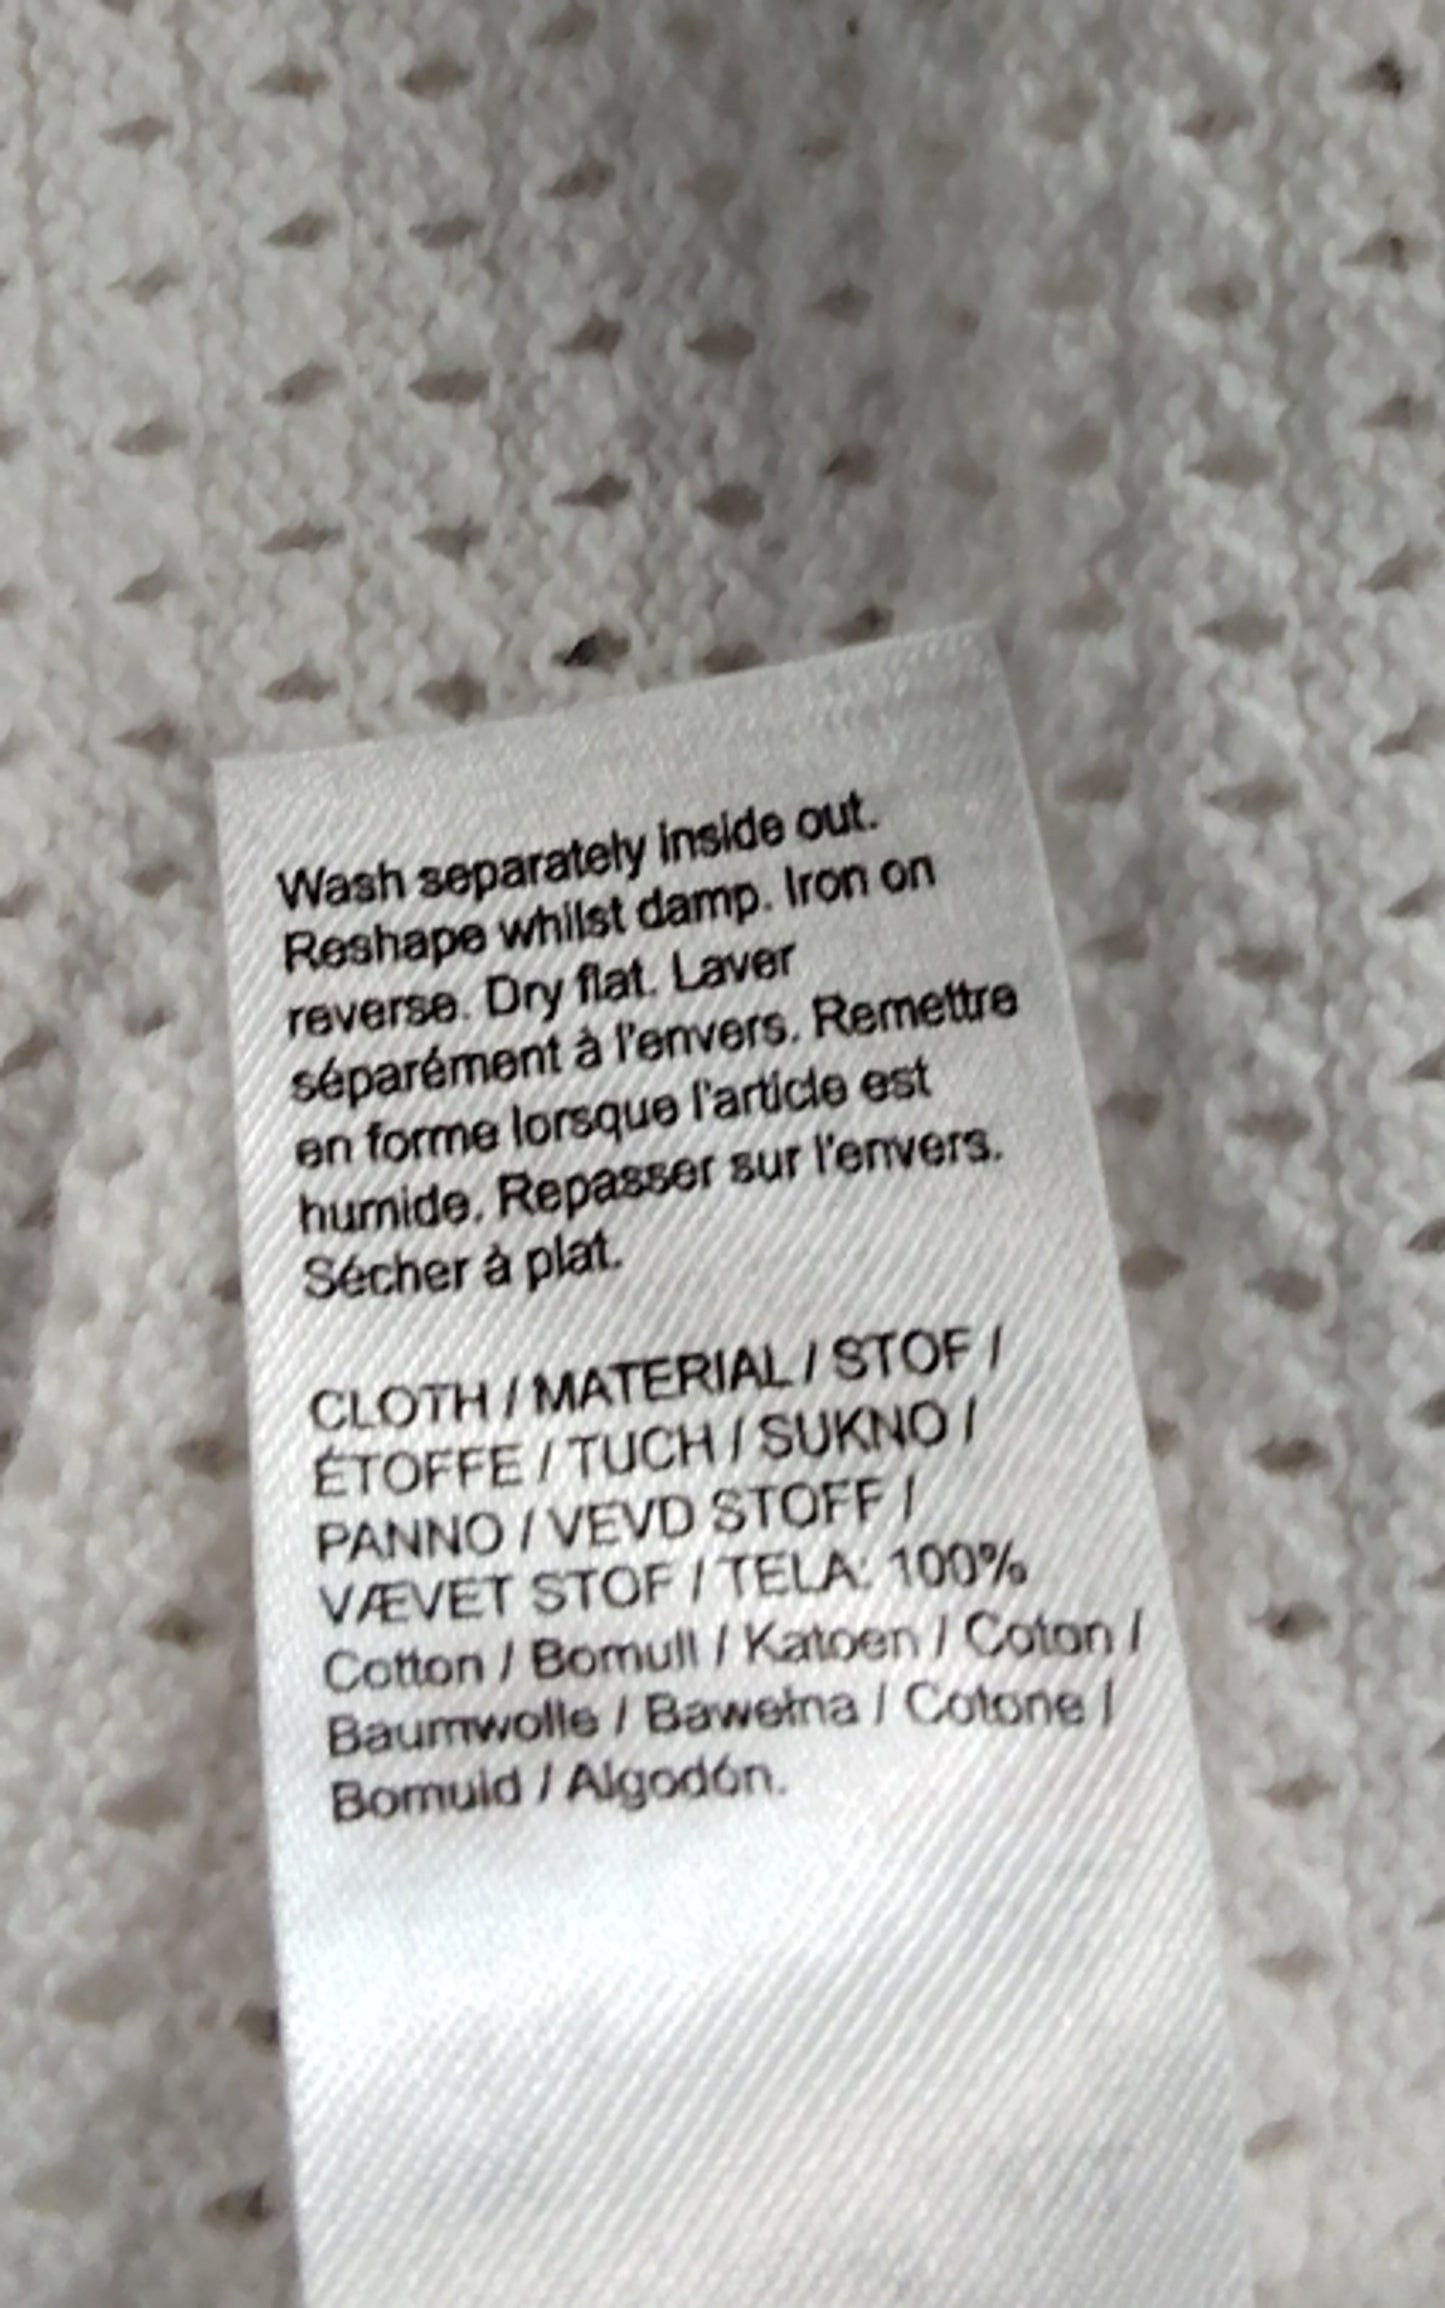 Wash separately inside out.
Reshape whilst damp. Iron on
reverse. Dry flat. Laver
séparément à l'envers. Remettre
en forme lorsque l'article est
humide. Repasser sur l'envers.
Sécher à plat.
CLOTH / MATERIAL / STOF /
ÉTOFFE / TUCH / SUKNO /
PANNO / VEVD STOFF /
VÆVET STOF / TELA: 100%
Cotton / Bomull / Katoen / Coton /
Baumwolle / Bawełna / Cotone /
Bomuld / Algodón.